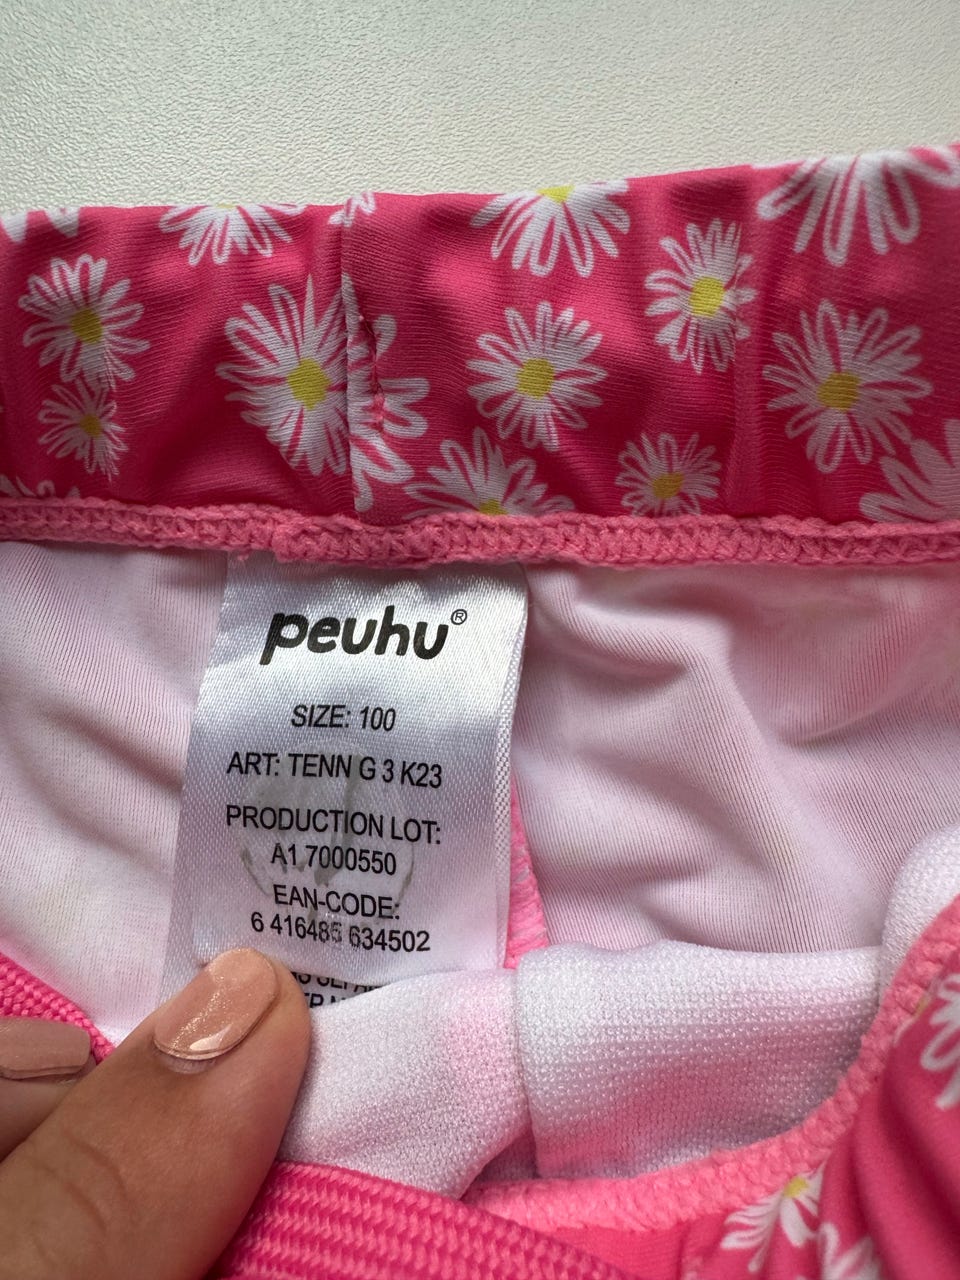 peuhu®
SIZE: 100
ART: TENN G 3 K23
PRODUCTION LOT:
A1 7000550
EAN-CODE:
6 416485 634502